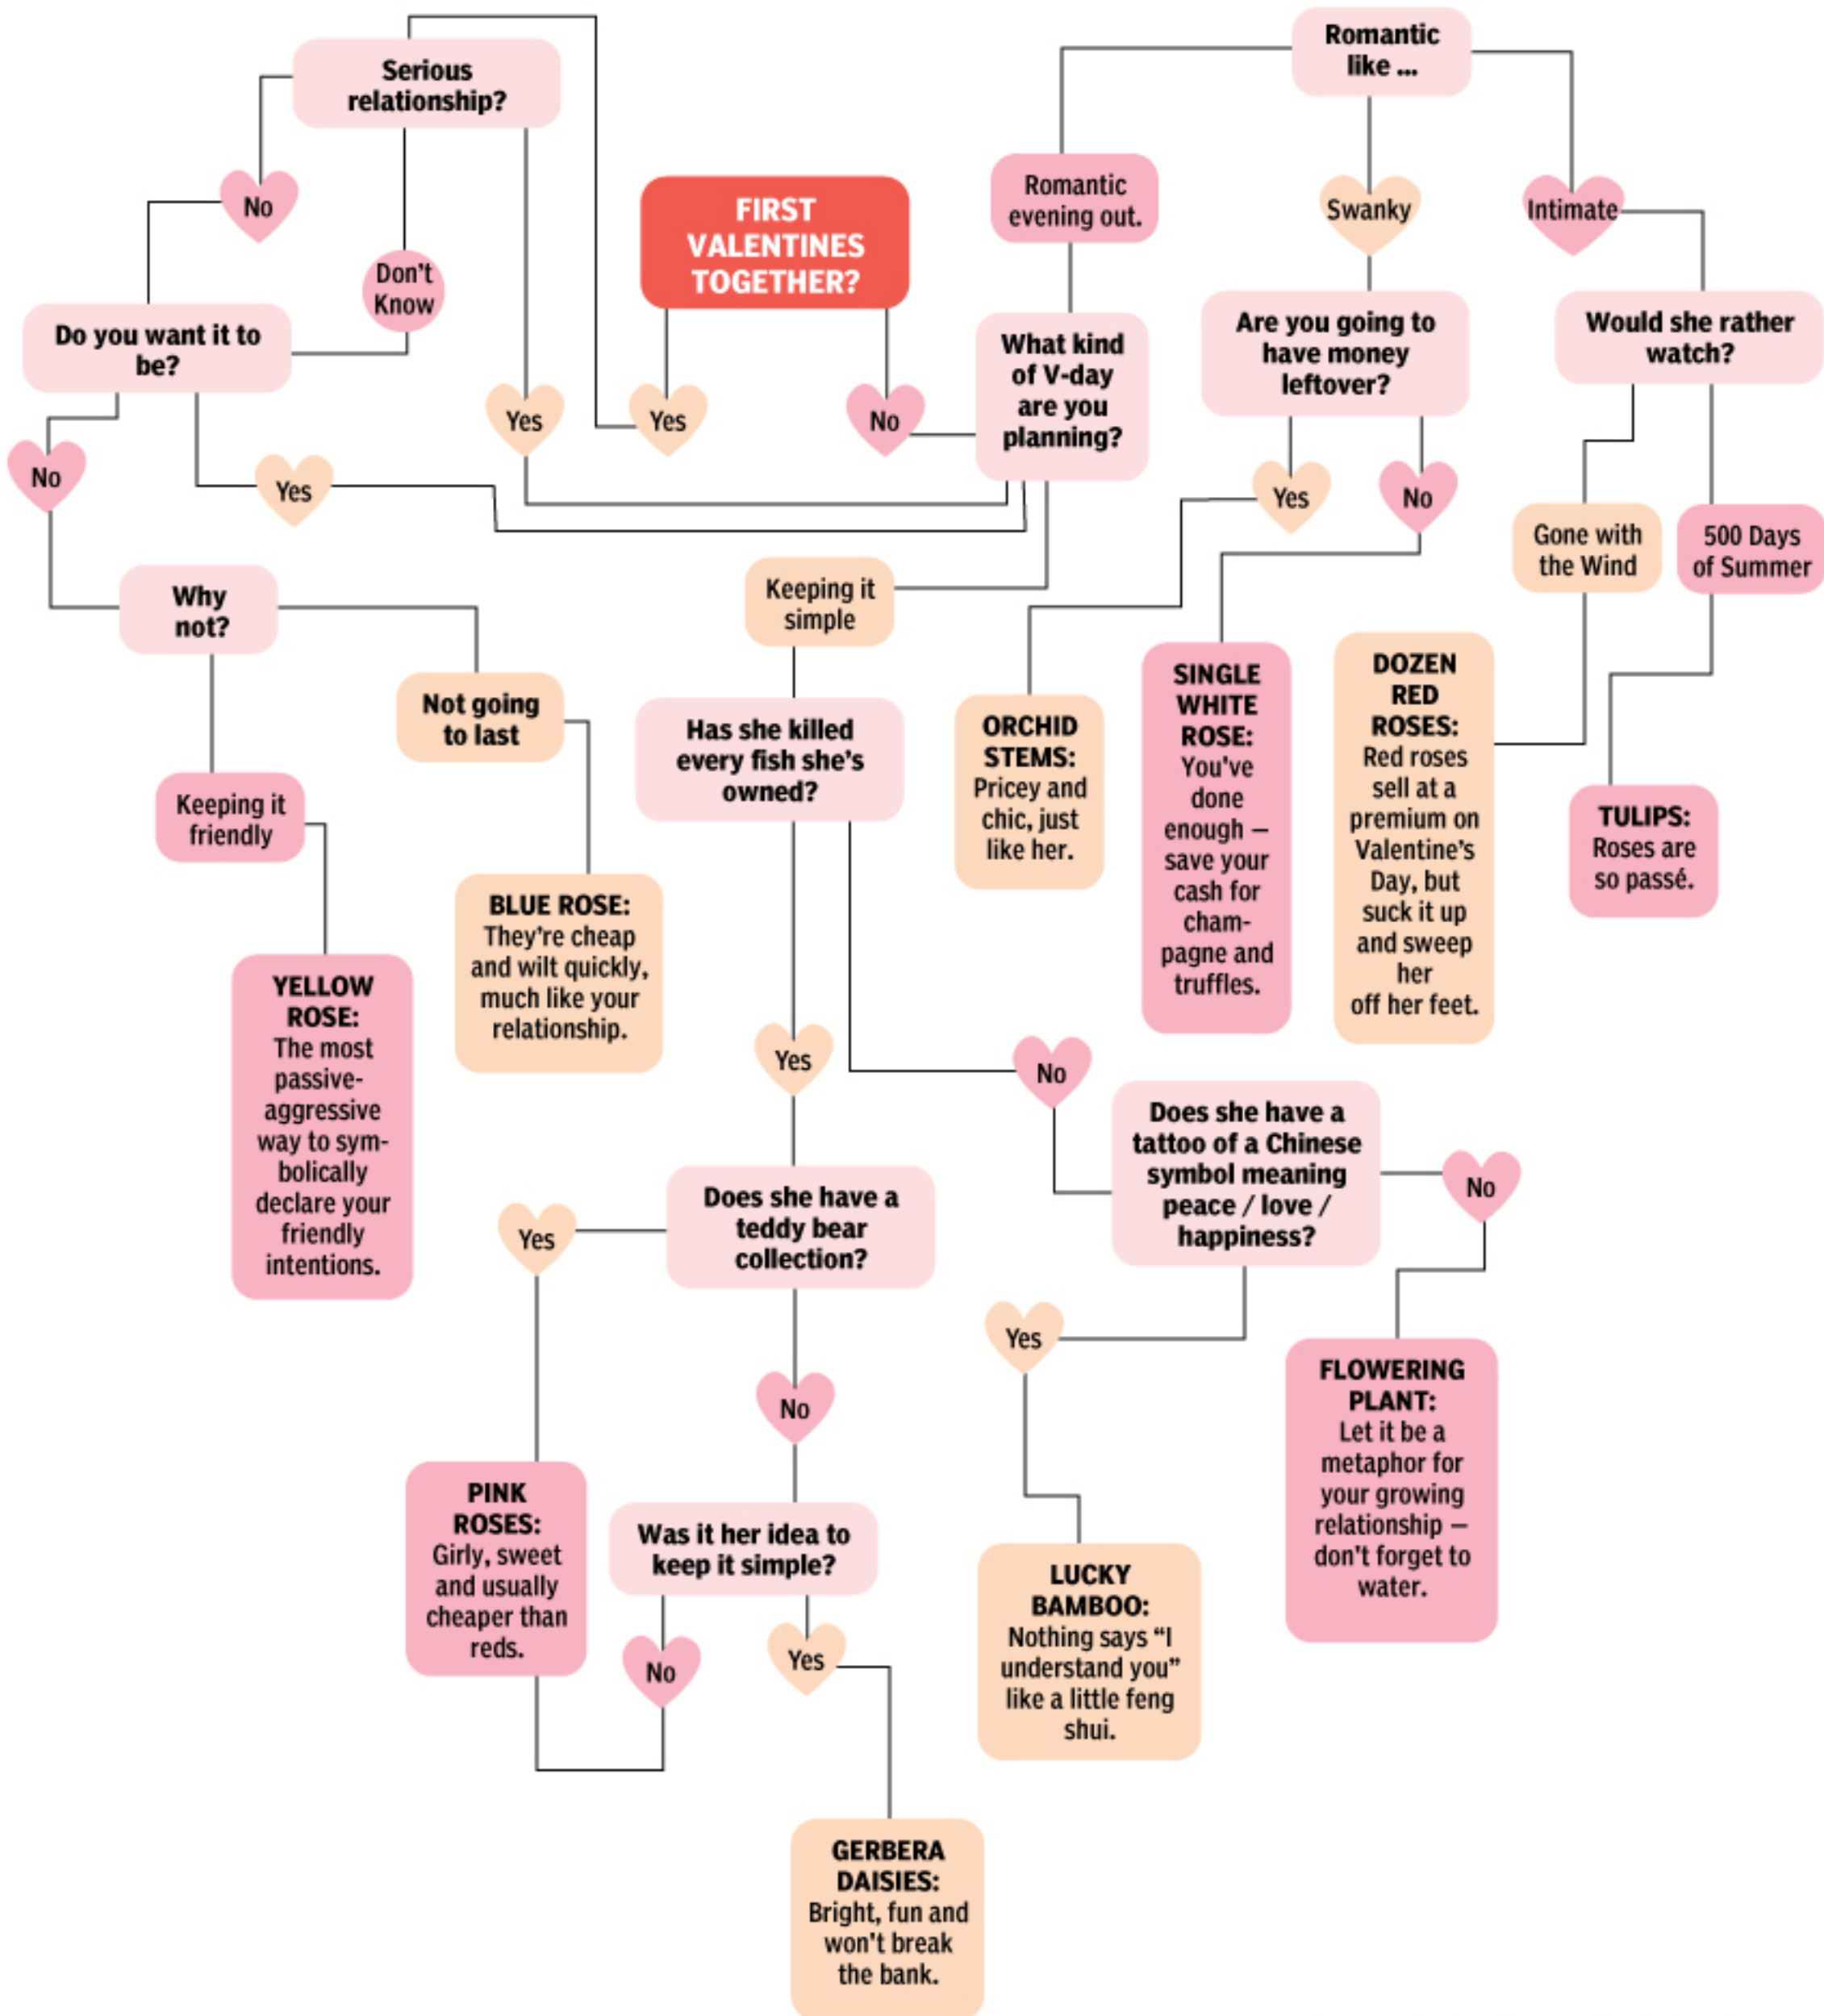 Serious
relationship?
No
Don't
Know
Do you want it to
be?
No
Yes
Yes
FIRST
VALENTINES
TOGETHER?
Yes
No
Romantic
like ...
Romantic
evening out.
Swanky
Intimate
What kind
of V-day
are you
planning?
Are you going to
have money
leftover?
Would she rather
watch?
Yes
No
Gone with
the Wind
500 Days
of Summer
Why
not?
Keeping it
friendly
Not going
to last
YELLOW
ROSE:
The most
passive-
aggressive
way to sym-
bolically
declare your
friendly
intentions.
BLUE ROSE:
They're cheap
and wilt quickly,
much like your
relationship.
Keeping it
simple
Has she killed
every fish she's
owned?
ORCHID
STEMS:
Pricey and
chic, just
like her.
SINGLE
WHITE
ROSE:
You've
done
enough —
save your
cash for
cham-
pagne and
truffles.
DOZEN
RED
ROSES:
Red roses
sell at a
premium on
Valentine's
Day, but
suck it up
and sweep
her
off her feet.
TULIPS:
Roses are
so passé.
Yes
No
Does she have a
teddy bear
collection?
Yes
No
Does she have a
tattoo of a Chinese
symbol meaning
peace / love /
happiness?
No
Yes
PINK
ROSES:
Girly, sweet
and usually
cheaper than
reds.
Was it her idea to
keep it simple?
No
Yes
LUCKY
BAMBOO:
Nothing says “I
understand you”
like a little feng
shui.
FLOWERING
PLANT:
Let it be a
metaphor for
your growing
relationship —
don't forget to
water.
GERBERA
DAISIES:
Bright, fun and
won't break
the bank.